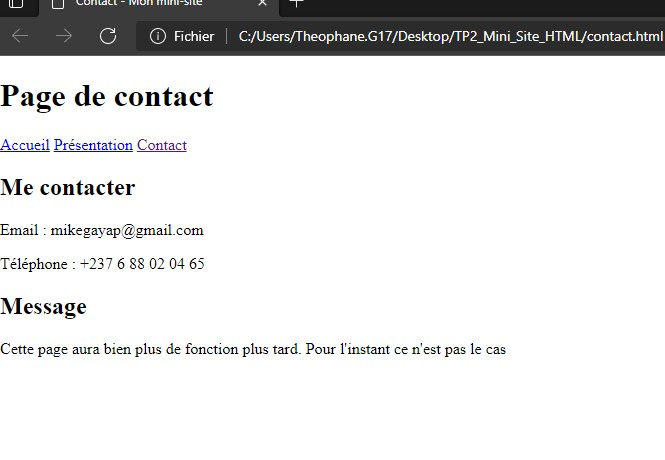 Contact - Mon mini-site
Fichier C:/Users/Theophane.G17/Desktop/TP2_Mini_Site_HTML/contact.html
Page de contact
Accueil Présentation Contact
Me contacter
Email : mikegayap@gmail.com
Téléphone : +237 6 88 02 04 65
Message
Cette page aura bien plus de fonction plus tard. Pour l'instant ce n'est pas le cas